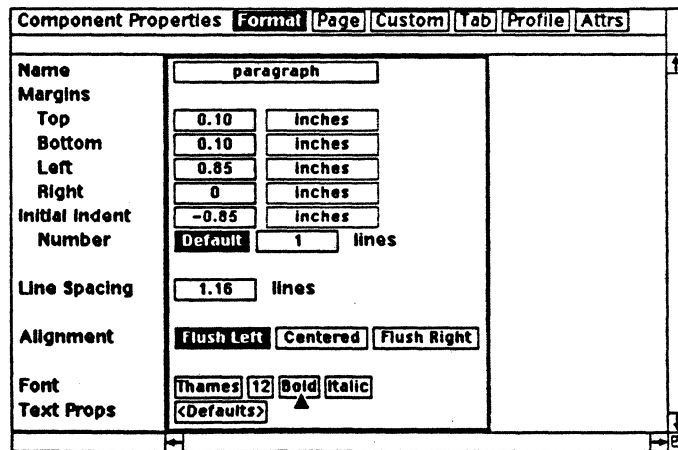 Component Properties Format Page Custom Tab Profile Attrs
Name paragraph
Margins
Top 0.10 inches
Bottom 0.10 inches
Left 0.85 inches
Right 0 inches
Initial Indent -0.85 inches
Number Default 1 lines
Line Spacing 1.16 lines
Alignment Flush Left Centered Flush Right
Font Thames 12 Bold Italic
Text Props <Defaults>